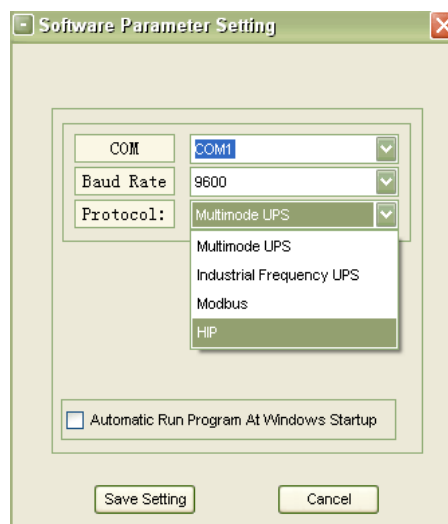 Software Parameter Setting
COM COM1
Baud Rate 9600
Protocol: Multimode UPS
Multimode UPS
Industrial Frequency UPS
Modbus
HIP
Automatic Run Program At Windows Startup
Save Setting Cancel